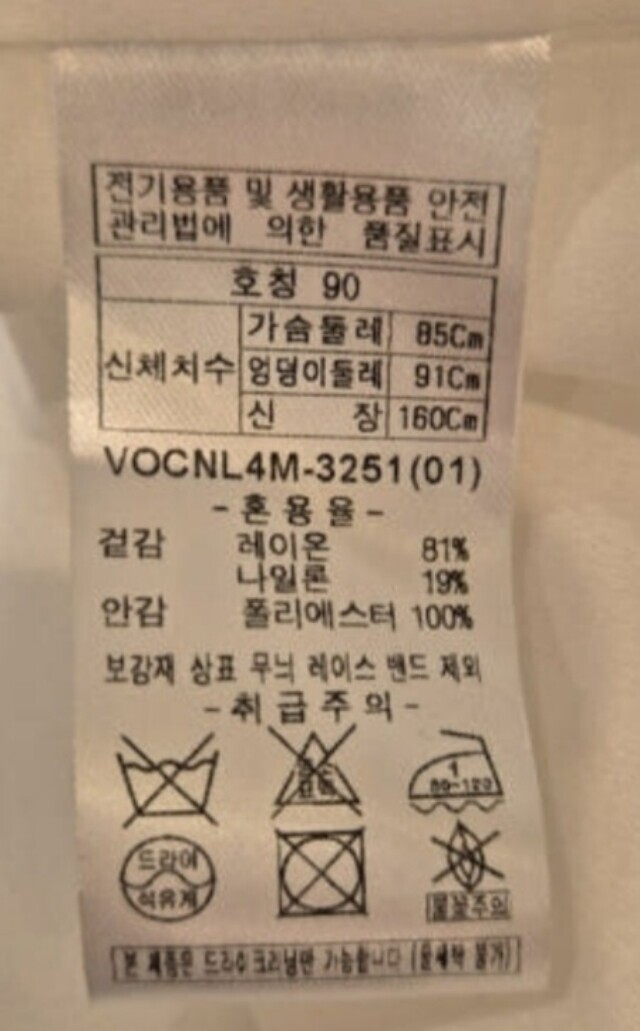 전기용품 및 생활용품 안전
관리법에 의한 품질표시
호칭 90
신체치수
가슴둘레 85Cm
엉덩이둘레 91Cm
신 장 160Cm
VOCNL4M-3251(01)
-혼용율-
겉감 레이온 81%
나일론 19%
안감 폴리에스터 100%
보강재 상표 무늬 레이스 밴드 제외
-취급주의-
1
80~120
드라이
석유계
불꽃주의
본 제품은 드라이크리닝만 가능합니다 (물세탁 불가)